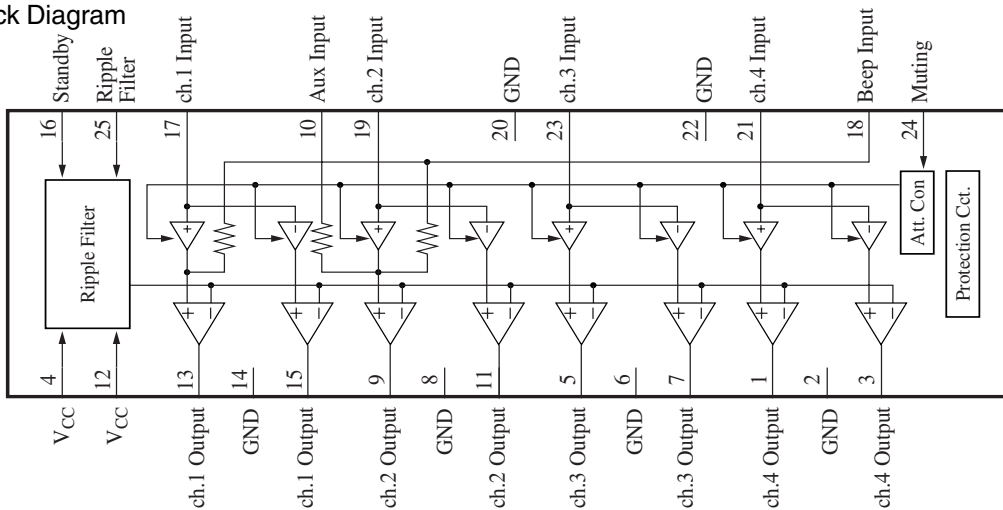 ck Diagram
Standby
Ripple
Filter
ch.1 Input
Aux Input
ch.2 Input
GND
ch.3 Input
GND
ch.4 Input
Beep Input
Muting
16
25
17
10
19
20
23
22
21
18
24
Ripple Filter
Att. Con
Protection Cct.
+
−
+
−
+
−
+
−
+ −
+ −
+ −
+ −
+ −
+ −
+ −
+ −
4
12
13
14
15
9
8
11
5
6
7
1
2
3
VCC
VCC
ch.1 Output
GND
ch.1 Output
ch.2 Output
GND
ch.2 Output
ch.3 Output
GND
ch.3 Output
ch.4 Output
GND
ch.4 Output